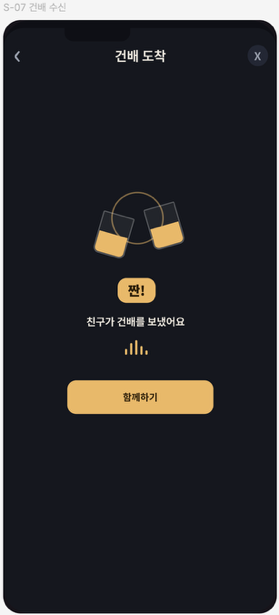 S-07 건배 수신
건배 도착
X
짠!
친구가 건배를 보냈어요
함께하기